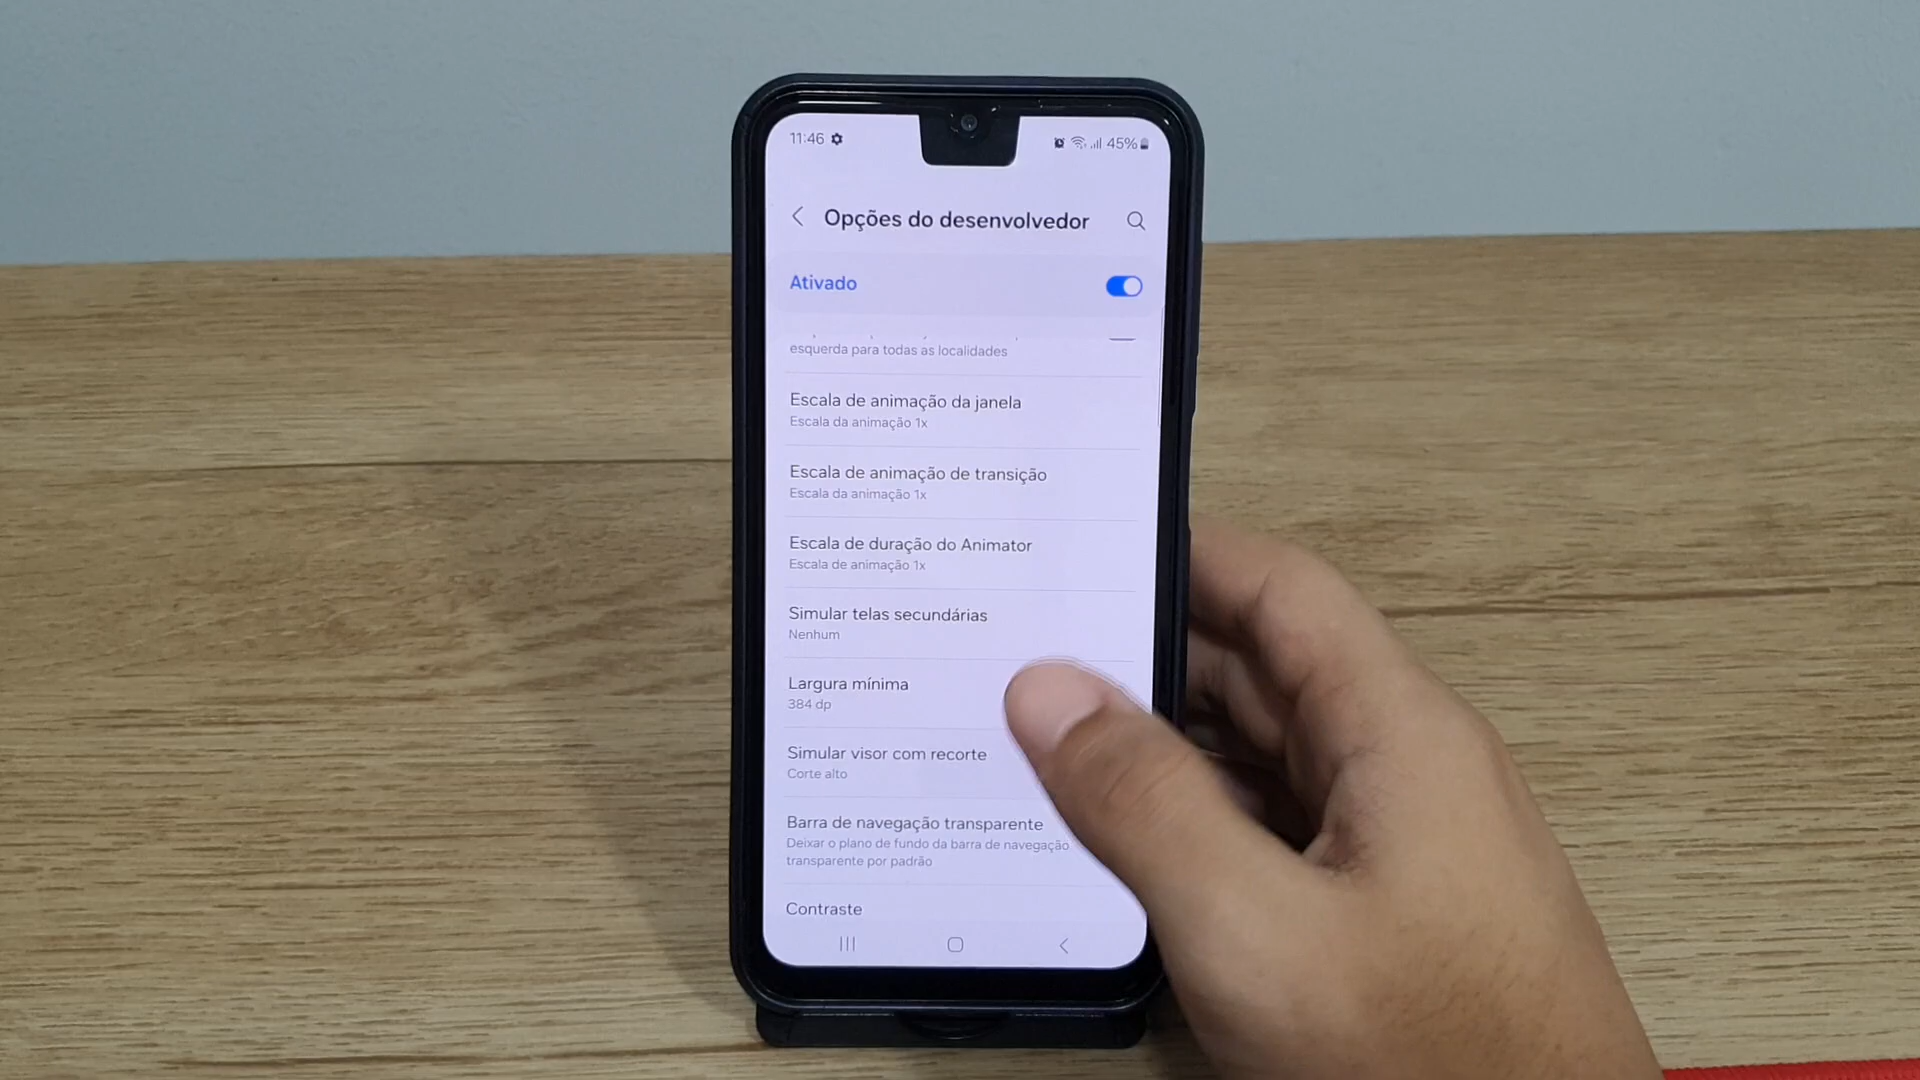 11:46
45%
Opções do desenvolvedor
Ativado
esquerda para todas as localidades
Escala de animação da janela
Escala da animação 1x
Escala de animação de transição
Escala da animação 1x
Escala de duração do Animator
Escala de animação 1x
Simular telas secundárias
Nenhum
Largura mínima
384 dp
Simular visor com recorte
Corte alto
Barra de navegação transparente
Deixar o plano de fundo da barra de navegação
transparente por padrão
Contraste